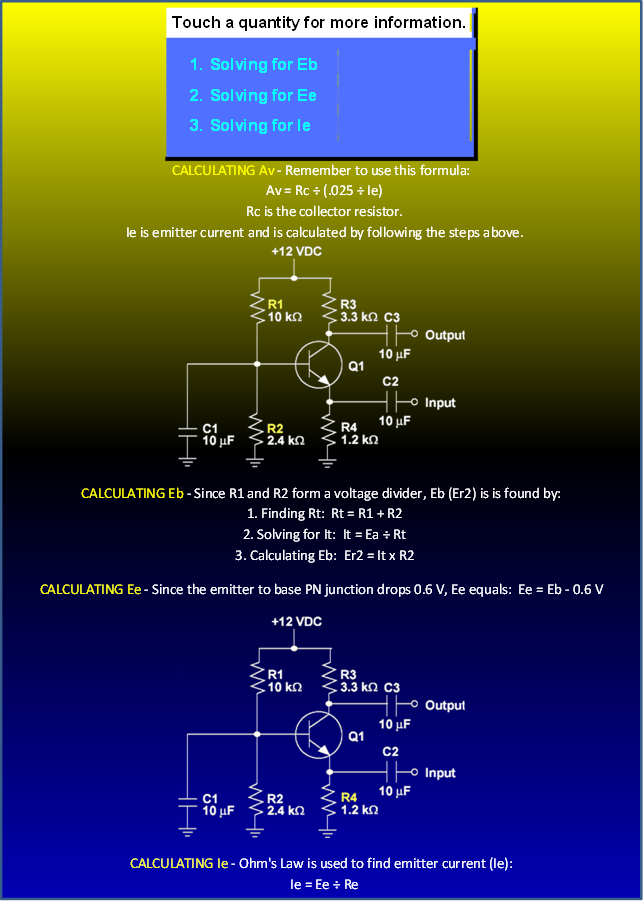 Touch a quantity for more information.
1. Solving for Eb
2. Solving for Ee
3. Solving for Ie
CALCULATING Av - Remember to use this formula:
Av = Rc ÷ (.025 ÷ Ie)
Rc is the collector resistor.
Ie is emitter current and is calculated by following the steps above.
+12 VDC
R1
10 kΩ
R3
3.3 kΩ
C3
10 µF
Output
Q1
C2
10 µF
Input
C1
10 µF
R2
2.4 kΩ
R4
1.2 kΩ
CALCULATING Eb - Since R1 and R2 form a voltage divider, Eb (Er2) is is found by:
1. Finding Rt: Rt = R1 + R2
2. Solving for It: It = Ea ÷ Rt
3. Calculating Eb: Er2 = It x R2
CALCULATING Ee - Since the emitter to base PN junction drops 0.6 V, Ee equals: Ee = Eb - 0.6 V
+12 VDC
R1
10 kΩ
R3
3.3 kΩ
C3
10 µF
Output
Q1
C2
10 µF
Input
C1
10 µF
R2
2.4 kΩ
R4
1.2 kΩ
CALCULATING Ie - Ohm's Law is used to find emitter current (Ie):
Ie = Ee ÷ Re